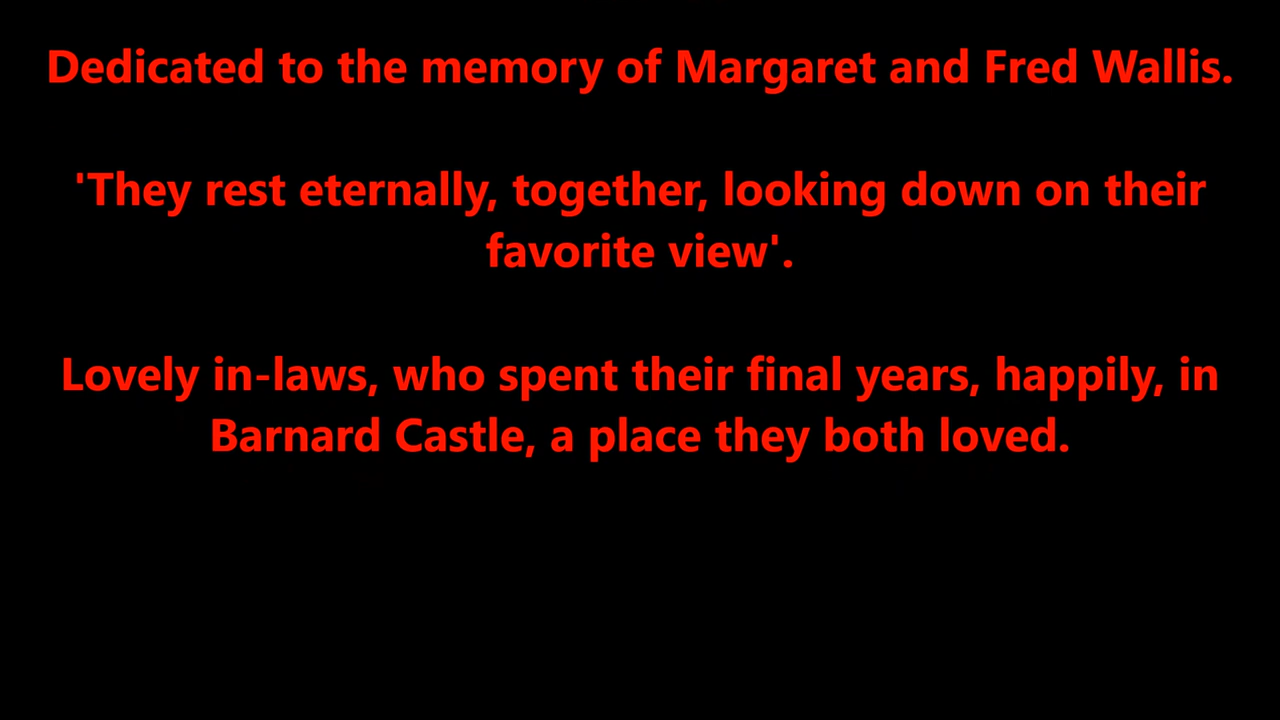 Dedicated to the memory of Margaret and Fred Wallis.
'They rest eternally, together, looking down on their
favorite view'.
Lovely in-laws, who spent their final years, happily, in
Barnard Castle, a place they both loved.